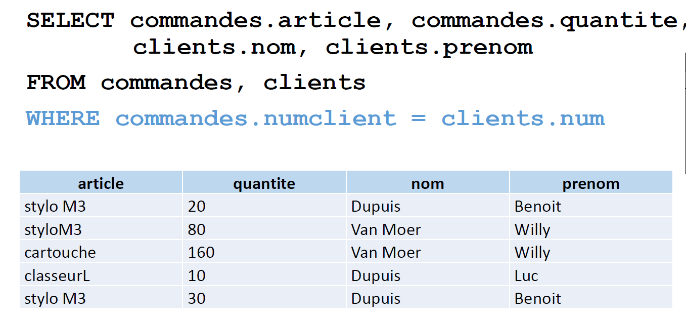 SELECT commandes.article, commandes.quantite,
clients.nom, clients.prenom
FROM commandes, clients
WHERE commandes.numclient = clients.num
article quantite nom prenom
stylo M3 20 Dupuis Benoit
styloM3 80 Van Moer Willy
cartouche 160 Van Moer Willy
classeurL 10 Dupuis Luc
stylo M3 30 Dupuis Benoit